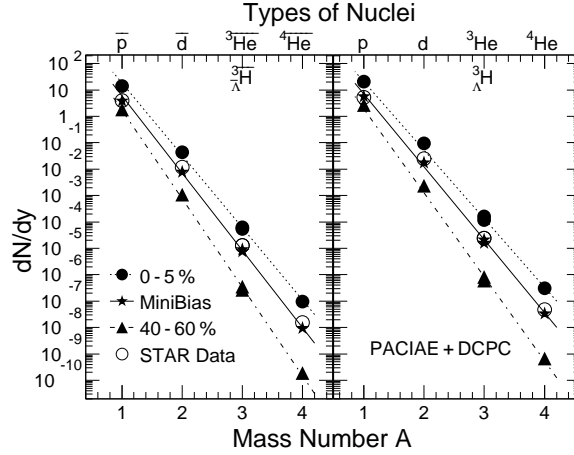 Types of Nuclei
p̅ d̅ ³H̅e̅ ⁴H̅e̅
³H̅
Λ̅
p d ³He ⁴He
³H
Λ
10²
10
1
10⁻¹
10⁻²
10⁻³
10⁻⁴
10⁻⁵
10⁻⁶
10⁻⁷
10⁻⁸
10⁻⁹
10⁻¹⁰
dN/dy
0 - 5 %
MiniBias
40 - 60 %
STAR Data
PACIAE + DCPC
1 2 3 4
1 2 3 4
Mass Number A